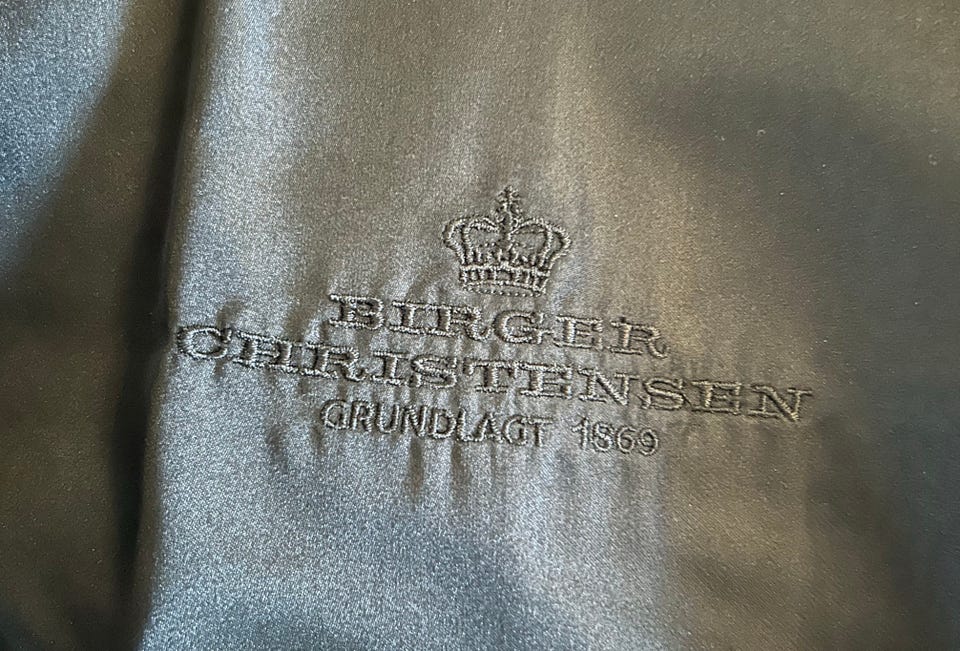 BIRGER
CHRISTENSEN
GRUNDLAGT 1869